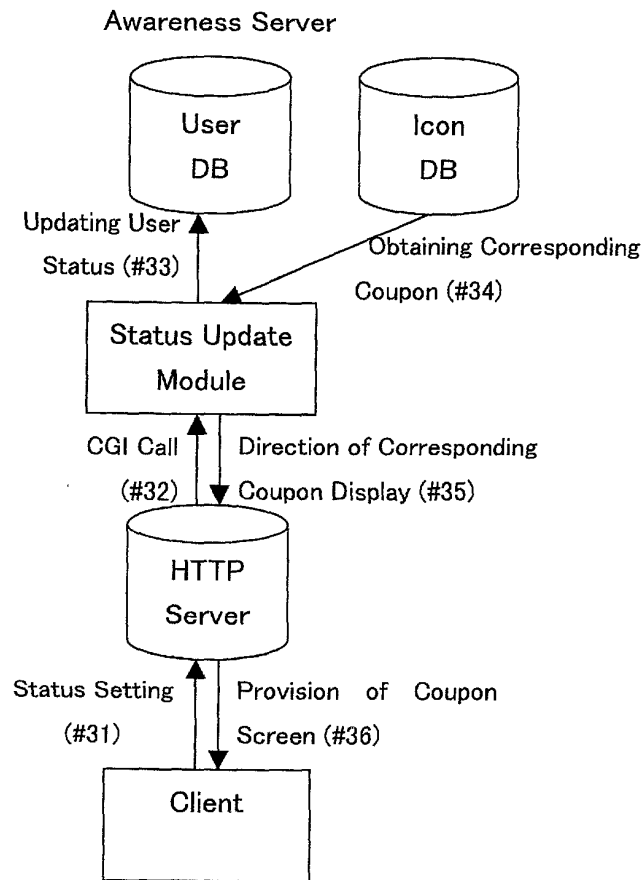 Awareness Server
User
DB
Icon
DB
Updating User
Status (#33)
Obtaining Corresponding
Coupon (#34)
Status Update
Module
CGI Call
(#32)
Direction of Corresponding
Coupon Display (#35)
HTTP
Server
Status Setting
(#31)
Provision of Coupon
Screen (#36)
Client